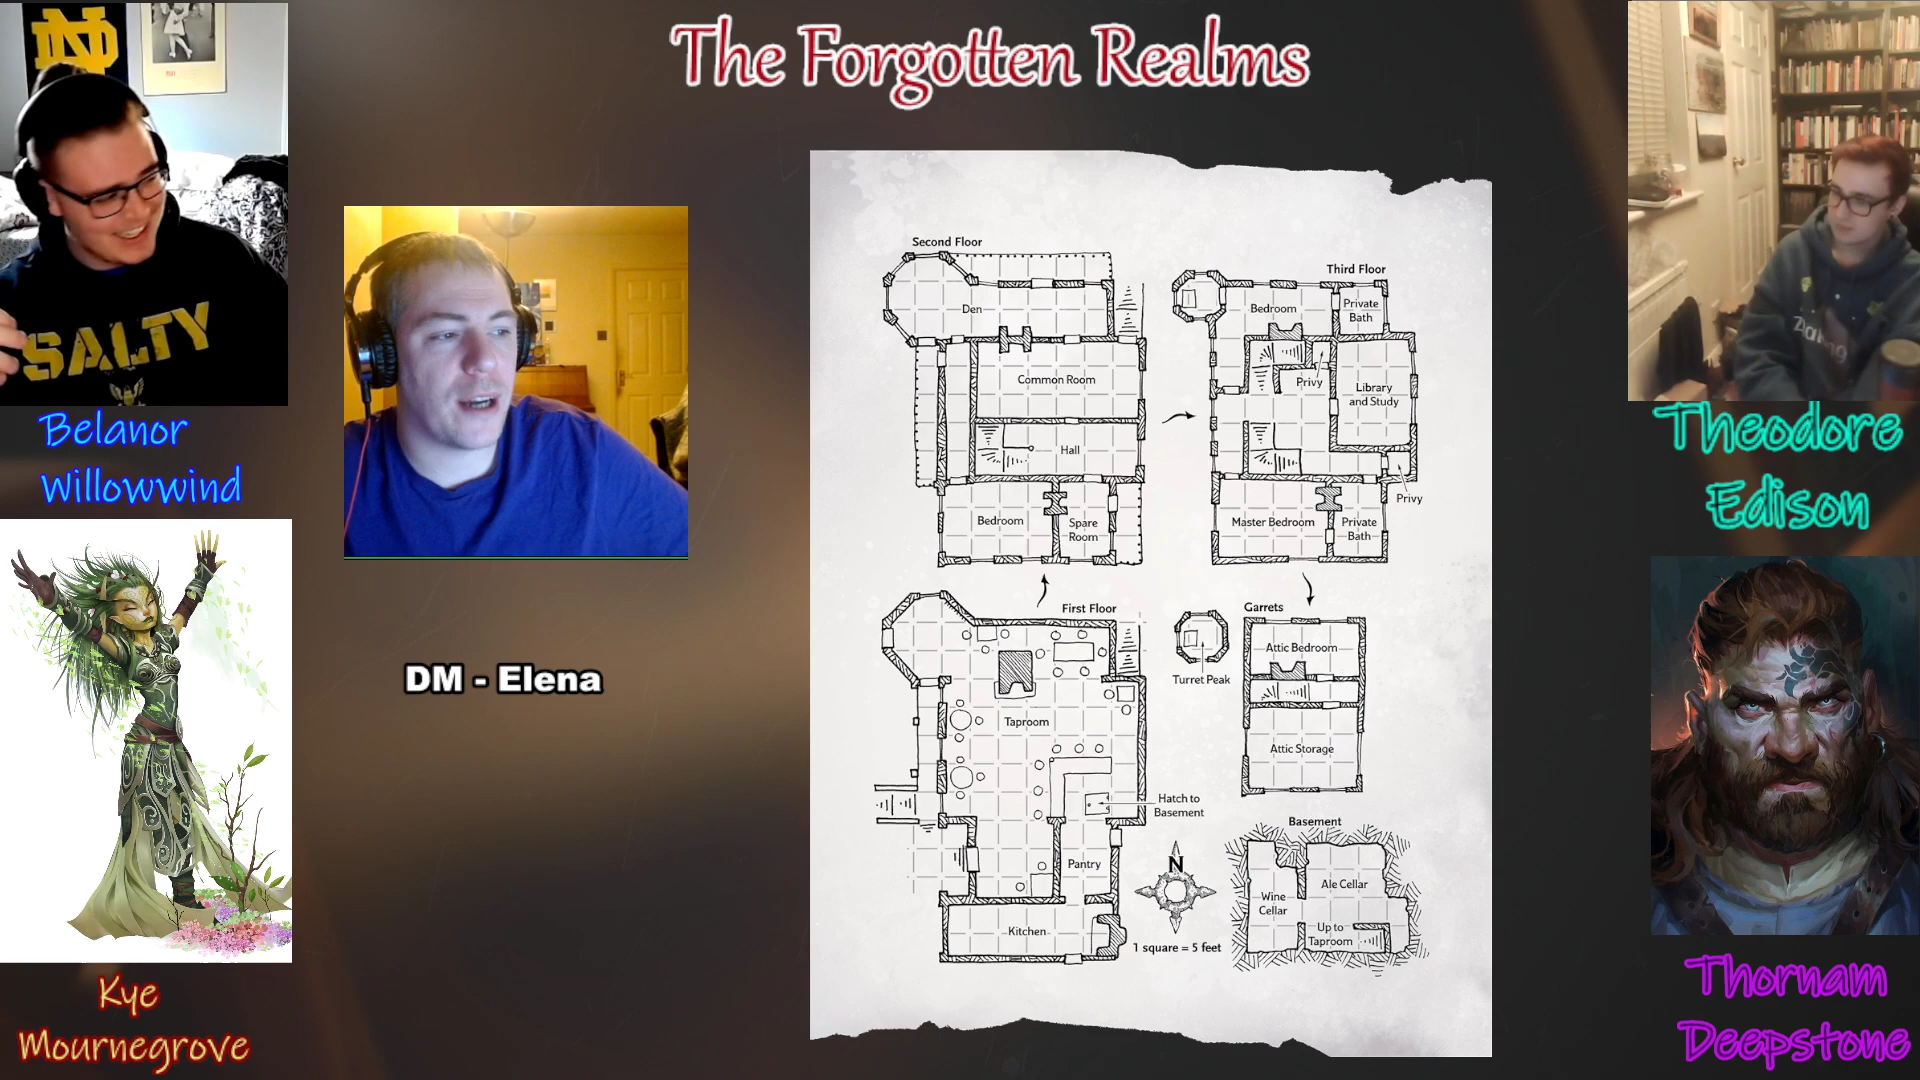 The Forgotten Realms
ND
SALTY
Belanor
Willowwind
DM - Elena
Kye
Mournegrove
Second Floor
Den
Common Room
Hall
Bedroom
Spare
Room
Third Floor
Bedroom
Private
Bath
Privy
Library
and Study
Privy
Master Bedroom
Private
Bath
First Floor
Taproom
Hatch to
Basement
Pantry
Kitchen
Turret Peak
Garrets
Attic Bedroom
Attic Storage
N
1 square = 5 feet
Basement
Wine
Cellar
Ale Cellar
Up to
Taproom
Theodore
Edison
Thornam
Deepstone